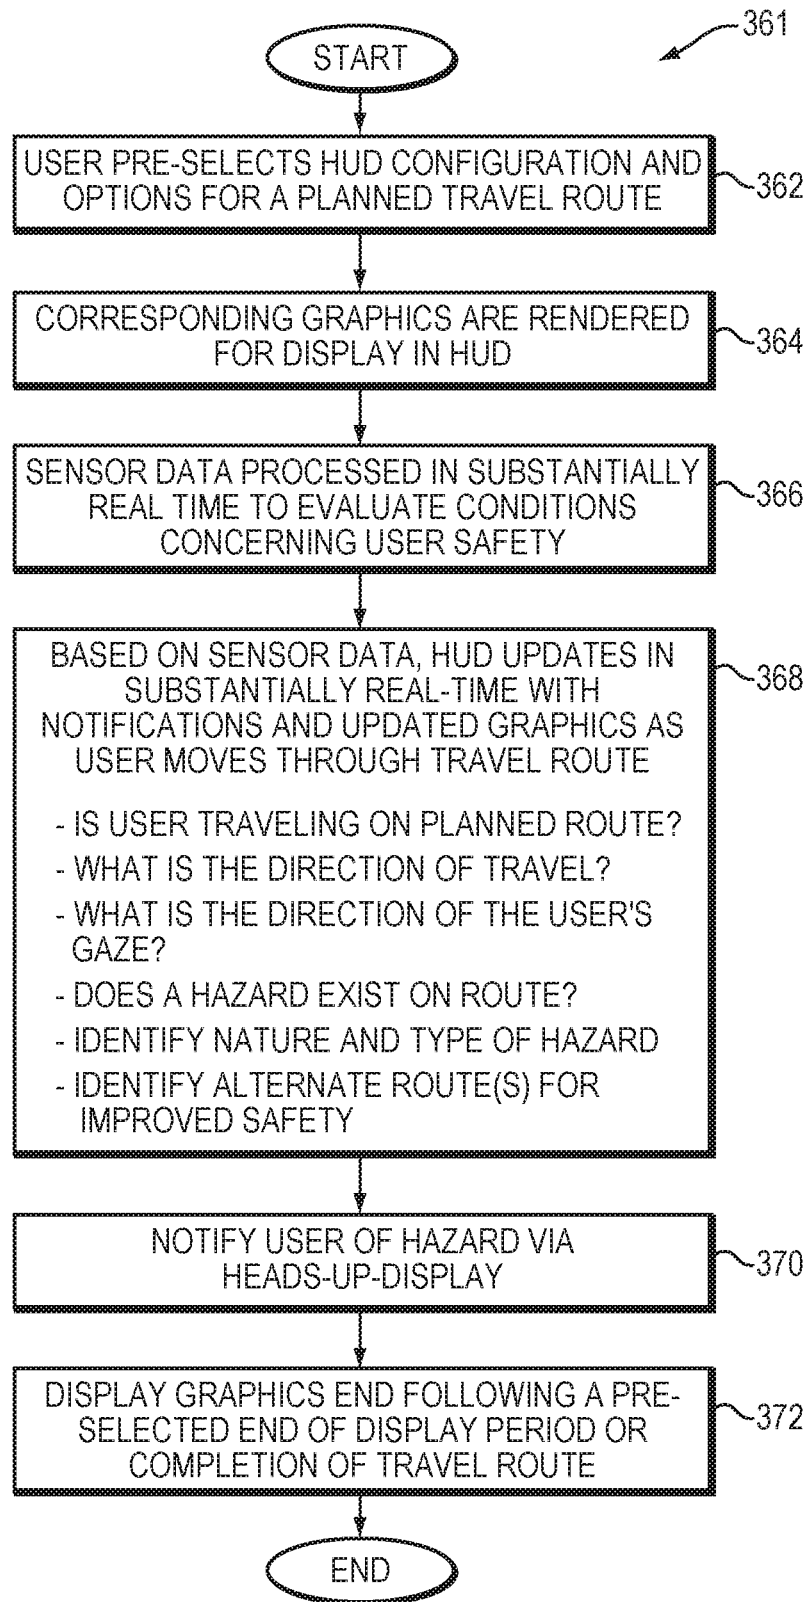 361
START
USER PRE-SELECTS HUD CONFIGURATION AND
OPTIONS FOR A PLANNED TRAVEL ROUTE
362
CORRESPONDING GRAPHICS ARE RENDERED
FOR DISPLAY IN HUD
364
SENSOR DATA PROCESSED IN SUBSTANTIALLY
REAL TIME TO EVALUATE CONDITIONS
CONCERNING USER SAFETY
366
BASED ON SENSOR DATA, HUD UPDATES IN
SUBSTANTIALLY REAL-TIME WITH
NOTIFICATIONS AND UPDATED GRAPHICS AS
USER MOVES THROUGH TRAVEL ROUTE
- IS USER TRAVELING ON PLANNED ROUTE?
- WHAT IS THE DIRECTION OF TRAVEL?
- WHAT IS THE DIRECTION OF THE USER'S
GAZE?
- DOES A HAZARD EXIST ON ROUTE?
- IDENTIFY NATURE AND TYPE OF HAZARD
- IDENTIFY ALTERNATE ROUTE(S) FOR
IMPROVED SAFETY
368
NOTIFY USER OF HAZARD VIA
HEADS-UP-DISPLAY
370
DISPLAY GRAPHICS END FOLLOWING A PRE-
SELECTED END OF DISPLAY PERIOD OR
COMPLETION OF TRAVEL ROUTE
372
END